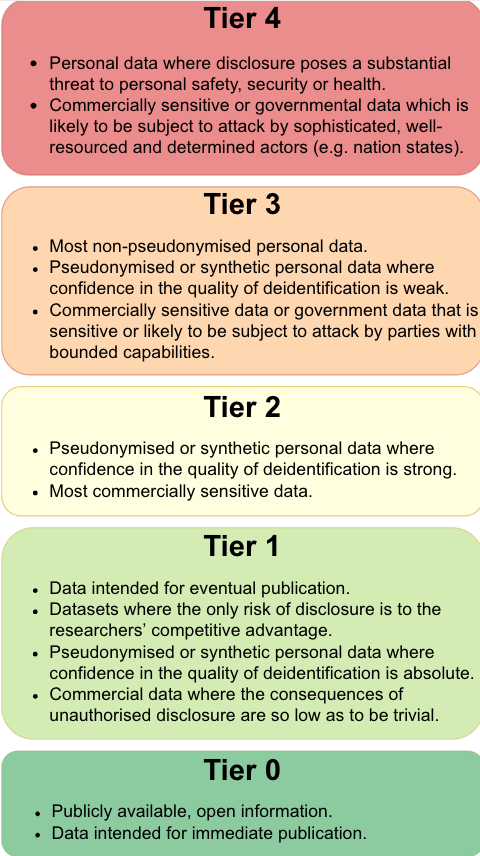 Tier 4
• Personal data where disclosure poses a substantial
threat to personal safety, security or health.
• Commercially sensitive or governmental data which is
likely to be subject to attack by sophisticated, well-
resourced and determined actors (e.g. nation states).
Tier 3
• Most non-pseudonymised personal data.
• Pseudonymised or synthetic personal data where
confidence in the quality of deidentification is weak.
• Commercially sensitive data or government data that is
sensitive or likely to be subject to attack by parties with
bounded capabilities.
Tier 2
• Pseudonymised or synthetic personal data where
confidence in the quality of deidentification is strong.
• Most commercially sensitive data.
Tier 1
• Data intended for eventual publication.
• Datasets where the only risk of disclosure is to the
researchers’ competitive advantage.
• Pseudonymised or synthetic personal data where
confidence in the quality of deidentification is absolute.
• Commercial data where the consequences of
unauthorised disclosure are so low as to be trivial.
Tier 0
• Publicly available, open information.
• Data intended for immediate publication.